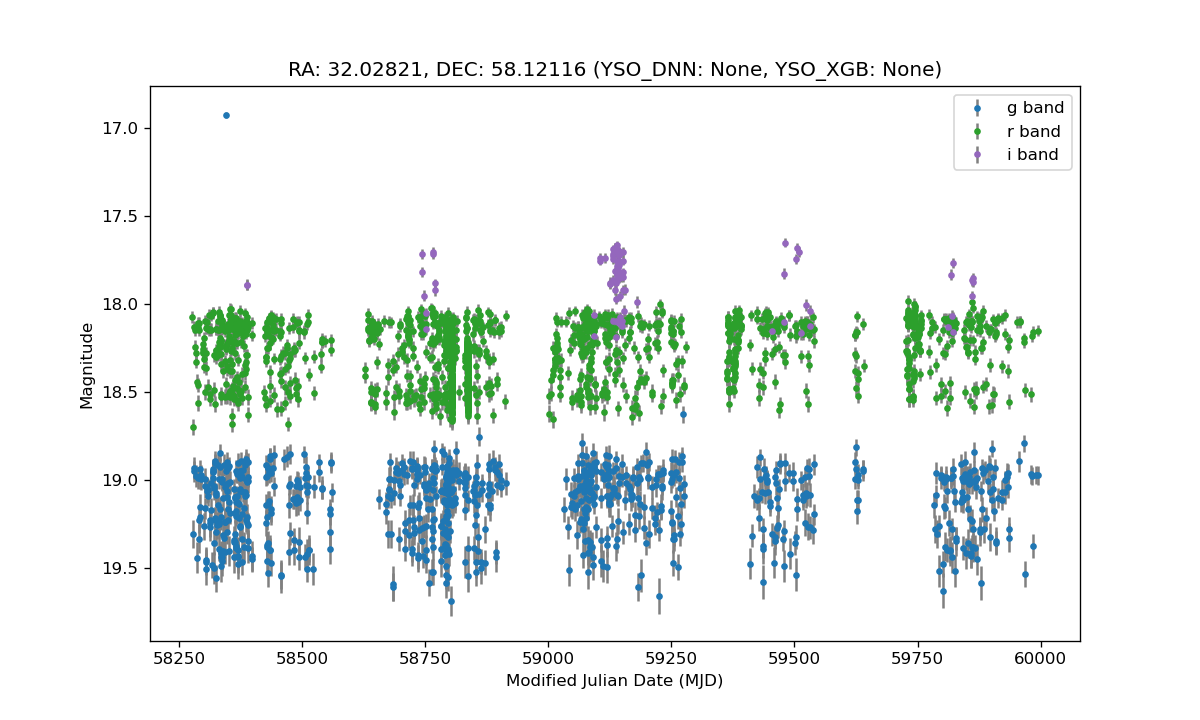 RA: 32.02821, DEC: 58.12116 (YSO_DNN: None, YSO_XGB: None)
g band
r band
i band
17.0
17.5
18.0
18.5
19.0
19.5
Magnitude
58250 58500 58750 59000 59250 59500 59750 60000
Modified Julian Date (MJD)